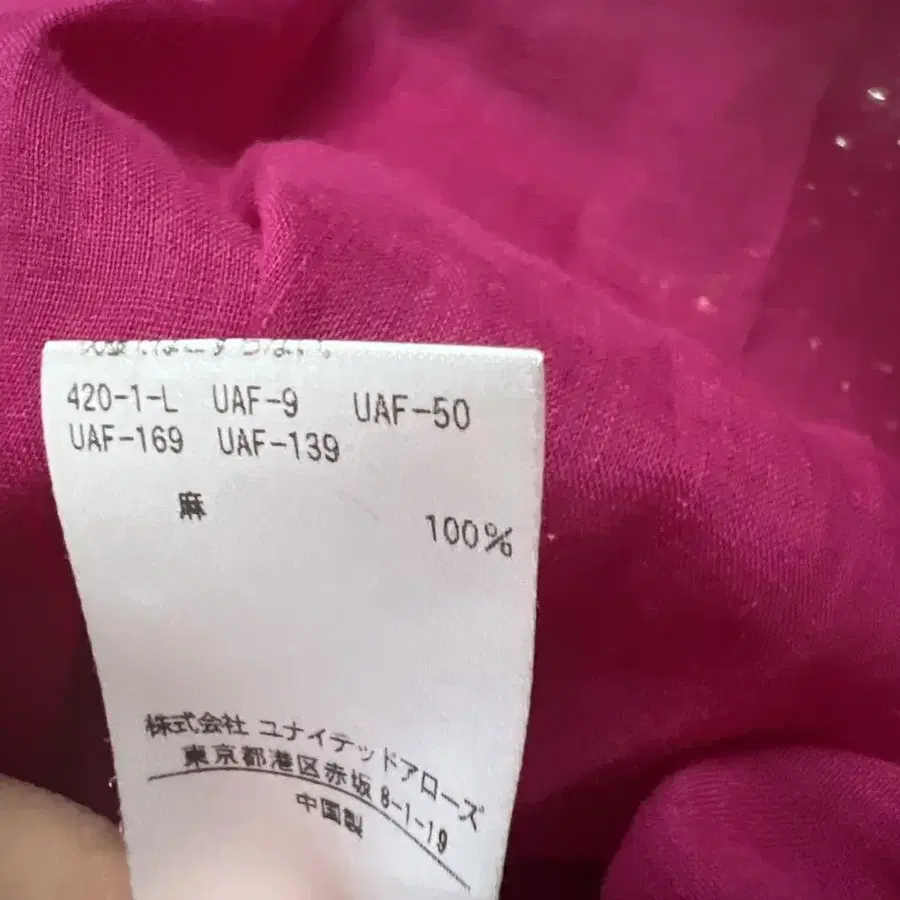 420-1-L UAF-9 UAF-50
UAF-169 UAF-139
麻
100%
株式会社 ユナイテッドアローズ
東京都港区赤坂 8-1-19
中国製